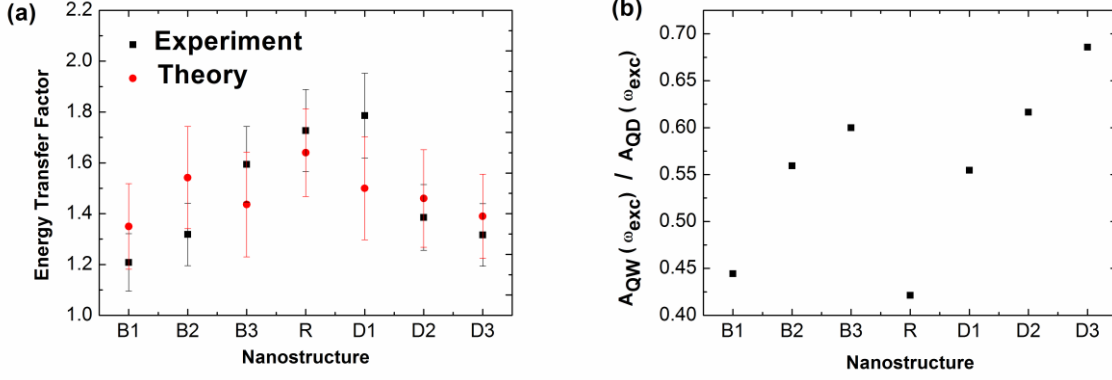 (a)
Experiment
Theory
Energy Transfer Factor
2.2
2.0
1.8
1.6
1.4
1.2
1.0
B1 B2 B3 R D1 D2 D3
Nanostructure
(b)
A_QW(ω_exc) / A_QD(ω_exc)
0.70
0.65
0.60
0.55
0.50
0.45
0.40
B1 B2 B3 R D1 D2 D3
Nanostructure